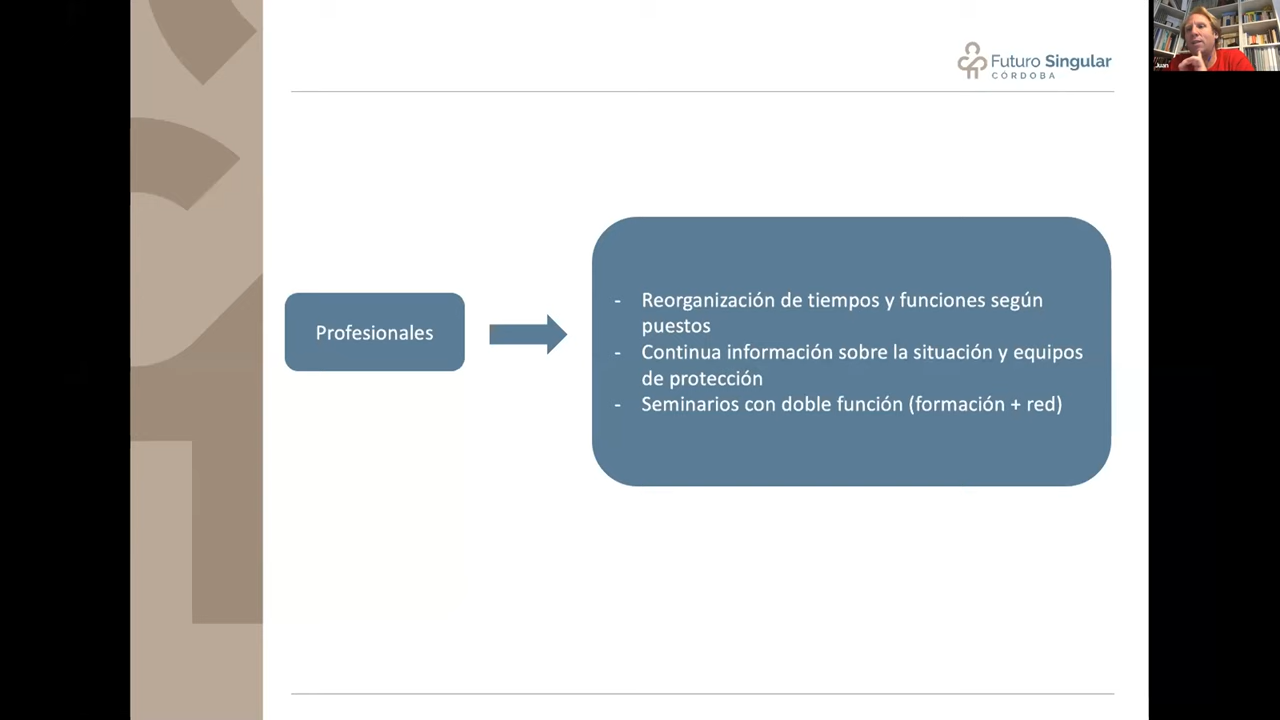 Futuro Singular
CÓRDOBA
Juan
Profesionales
- Reorganización de tiempos y funciones según
puestos
- Continua información sobre la situación y equipos
de protección
- Seminarios con doble función (formación + red)